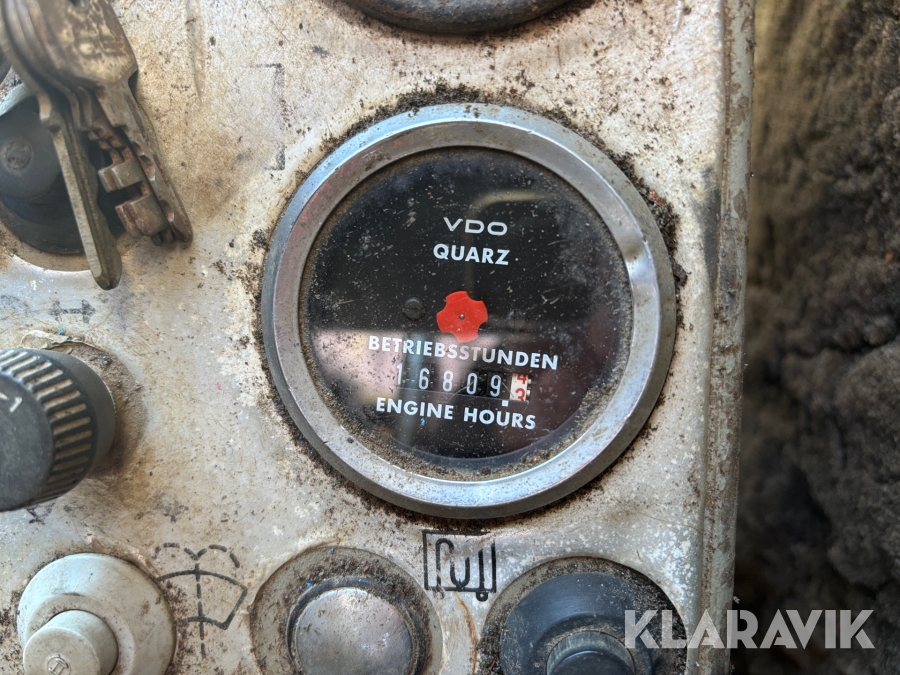 VDO
QUARZ
BETRIEBSSTUNDEN
16809
ENGINE HOURS
KLARAVIK